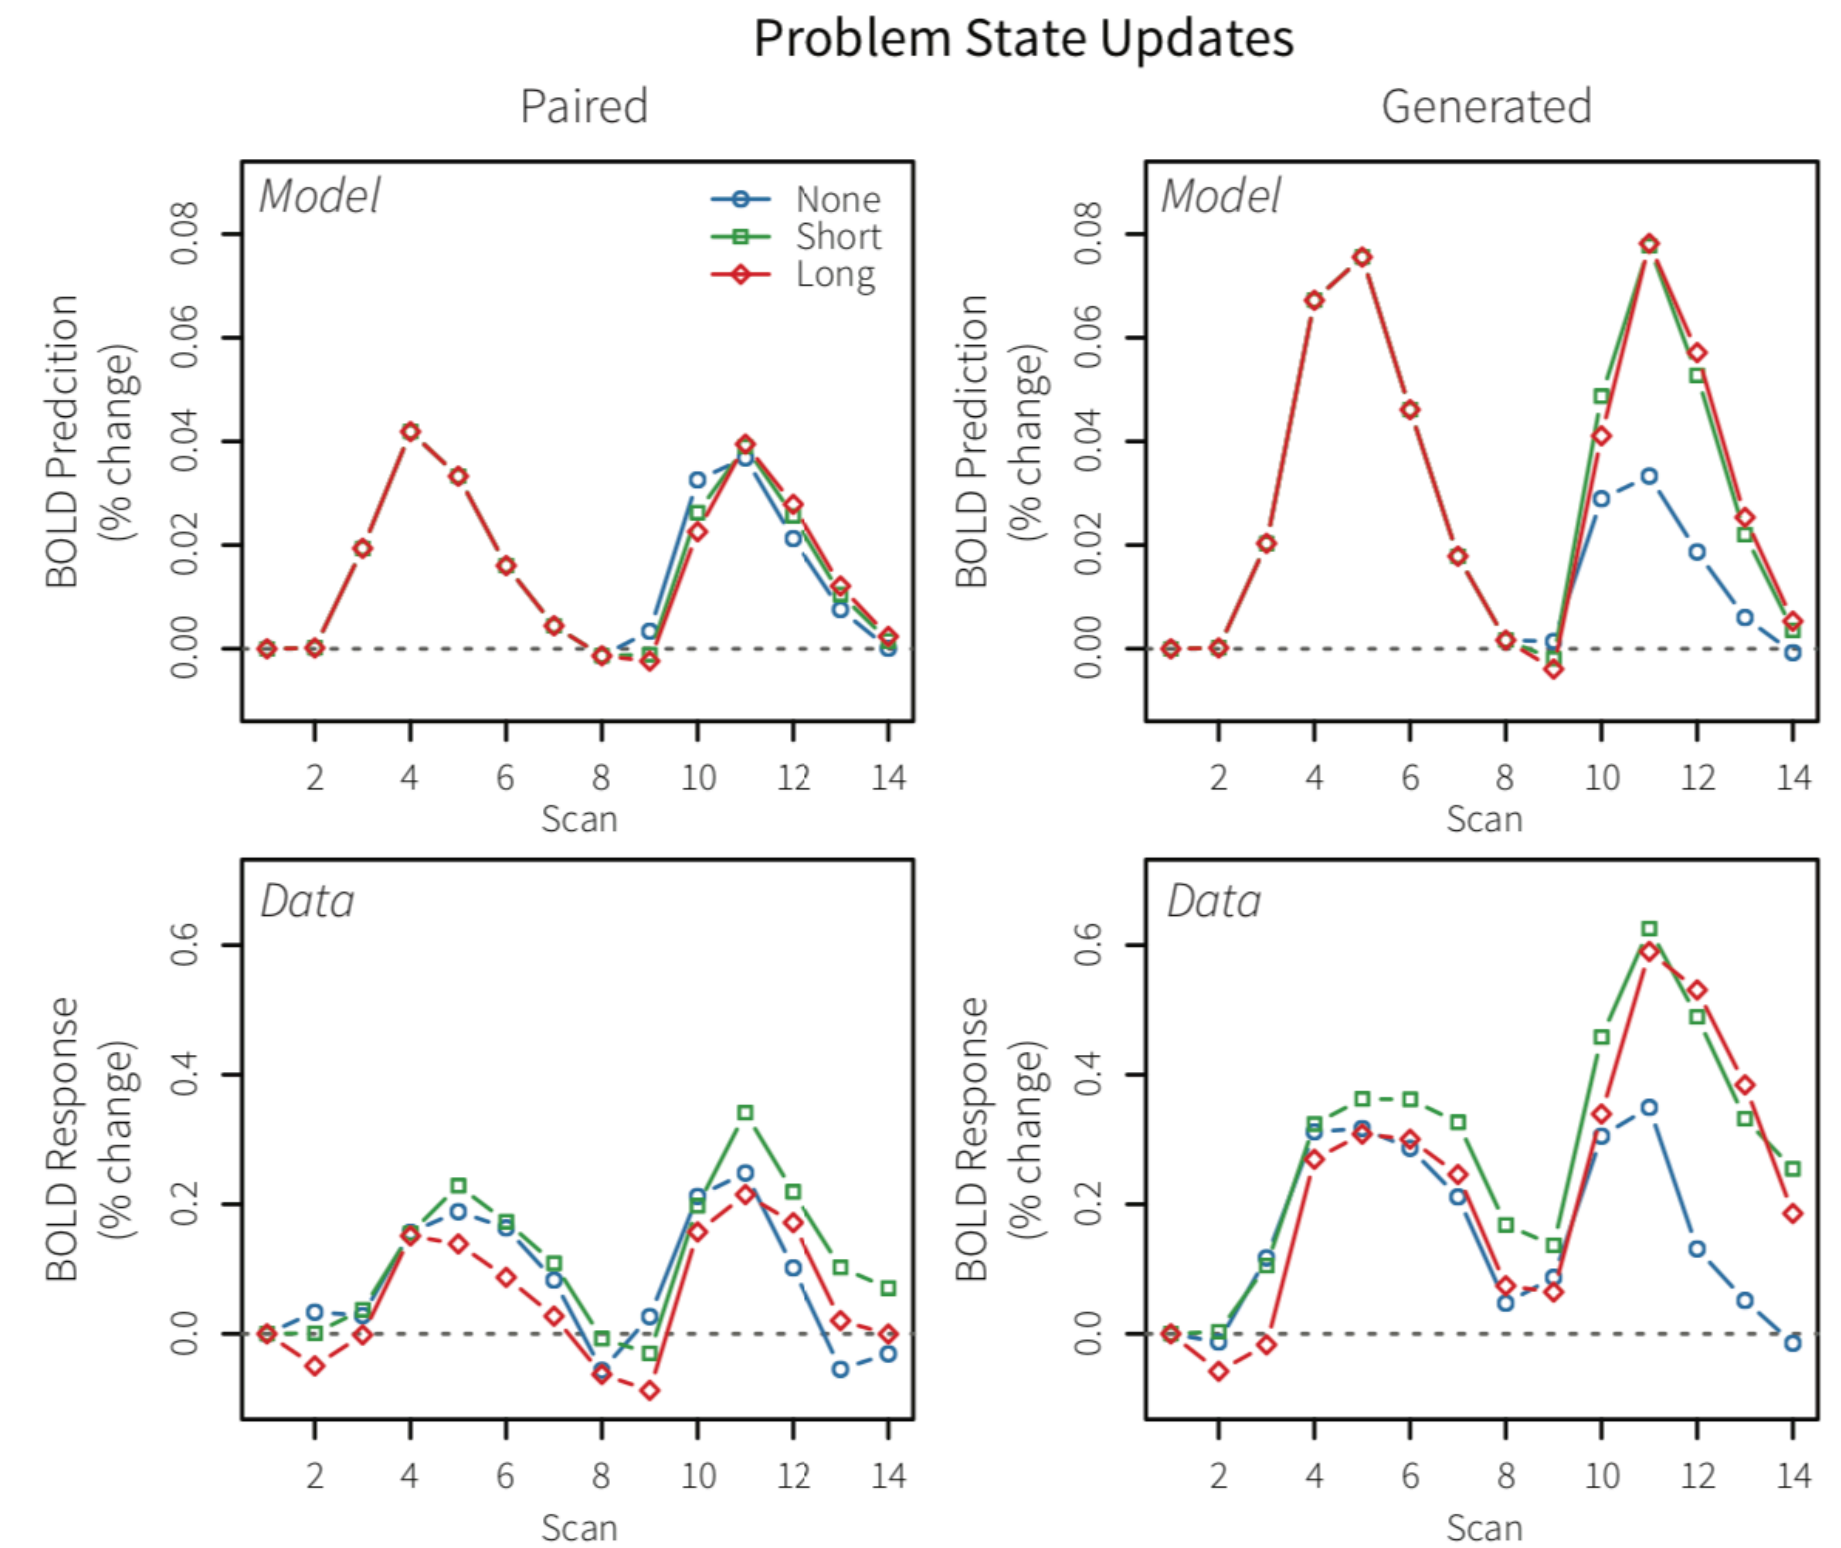 Problem State Updates
Paired
Generated
Model
None
Short
Long
BOLD Predcition
(% change)
0.00 0.02 0.04 0.06 0.08
2 4 6 8 10 12 14
Scan
Model
BOLD Prediction
(% change)
0.00 0.02 0.04 0.06 0.08
2 4 6 8 10 12 14
Scan
Data
BOLD Response
(% change)
0.0 0.2 0.4 0.6
2 4 6 8 10 12 14
Scan
Data
BOLD Response
(% change)
0.0 0.2 0.4 0.6
2 4 6 8 10 12 14
Scan